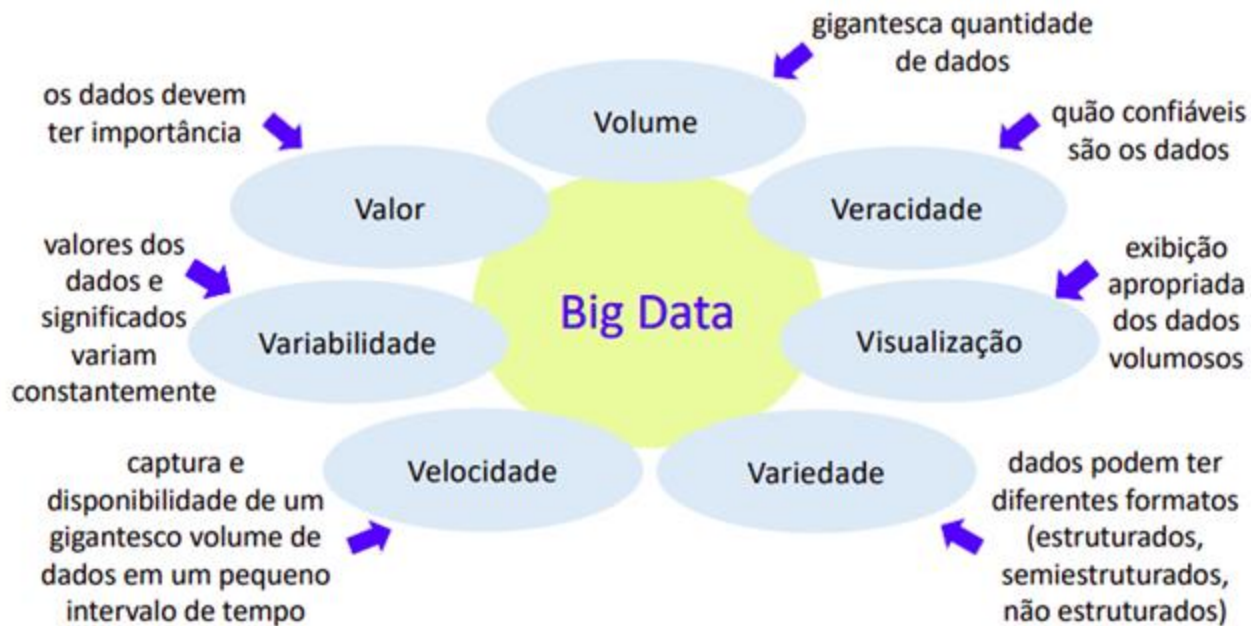 gigantesca quantidade
de dados
Volume
os dados devem
ter importância
Valor
quão confiáveis
são os dados
Veracidade
valores dos
dados e
significados
variam
constantemente
Variabilidade
Big Data
exibição
apropriada
dos dados
volumosos
Visualização
captura e
disponibilidade de um
gigantesco volume de
dados em um pequeno
intervalo de tempo
Velocidade
Variedade
dados podem ter
diferentes formatos
(estruturados,
semiestruturados,
não estruturados)